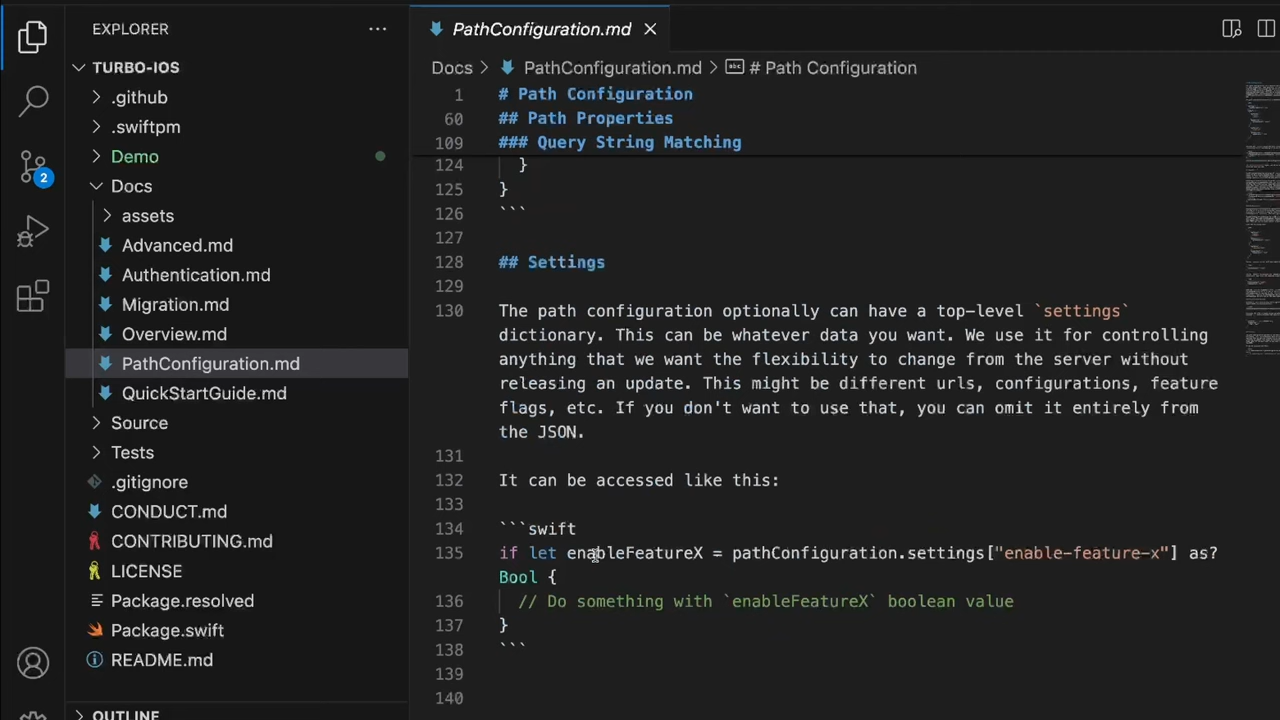 EXPLORER
TURBO-IOS
.github
.swiftpm
Demo
Docs
assets
Advanced.md
Authentication.md
Migration.md
Overview.md
PathConfiguration.md
QuickStartGuide.md
Source
Tests
.gitignore
CONDUCT.md
CONTRIBUTING.md
LICENSE
Package.resolved
Package.swift
README.md
OUTLINE
2
PathConfiguration.md
Docs > PathConfiguration.md > # Path Configuration
1 # Path Configuration
60 ## Path Properties
109 ### Query String Matching
124 }
125 }
126 ```
127
128 ## Settings
129
130 The path configuration optionally can have a top-level `settings`
dictionary. This can be whatever data you want. We use it for controlling
anything that we want the flexibility to change from the server without
releasing an update. This might be different urls, configurations, feature
flags, etc. If you don't want to use that, you can omit it entirely from
the JSON.
131
132 It can be accessed like this:
133
134 ```swift
135 if let enableFeatureX = pathConfiguration.settings["enable-feature-x"] as?
Bool {
136 // Do something with `enableFeatureX` boolean value
137 }
138 ```
139
140